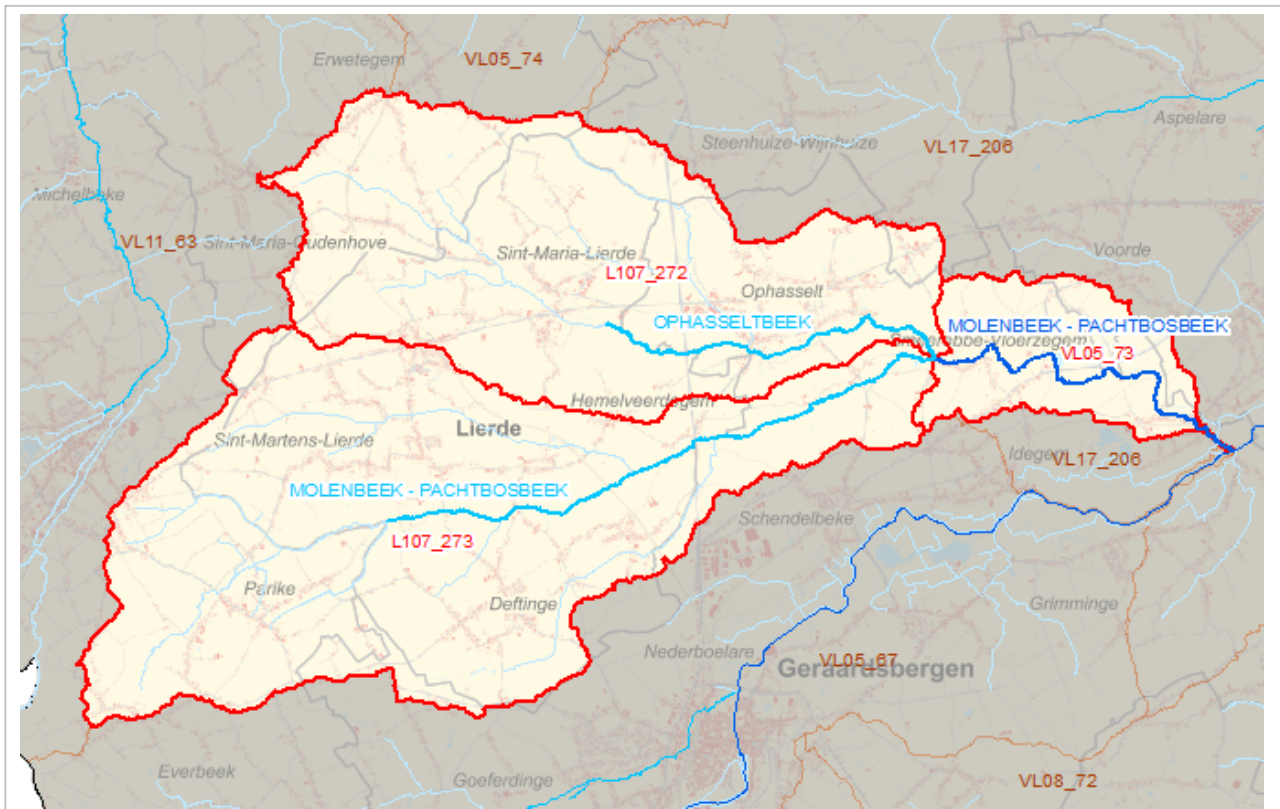 VL05_74
Erwetegem
Aspelare
Steenhuize-Wijnhuize
VL17_206
Michelbeke
VL11_63
Sint-Maria-Oudenhove
Sint-Maria-Lierde
Voorde
L107_272
Ophasselt
OPHASSELTBEEK
MOLENBEEK - PACHTBOSBEEK
Smeerebbe-Vloerzegem
VL05_73
Hemelveerdegem
Lierde
Sint-Martens-Lierde
Idegem
VL17_206
MOLENBEEK - PACHTBOSBEEK
Schendelbeke
L107_273
Parike
Deftinge
Grimminge
Nederboelare
VL05_67
Geraardsbergen
Everbeek
Goeferdinge
VL08_72